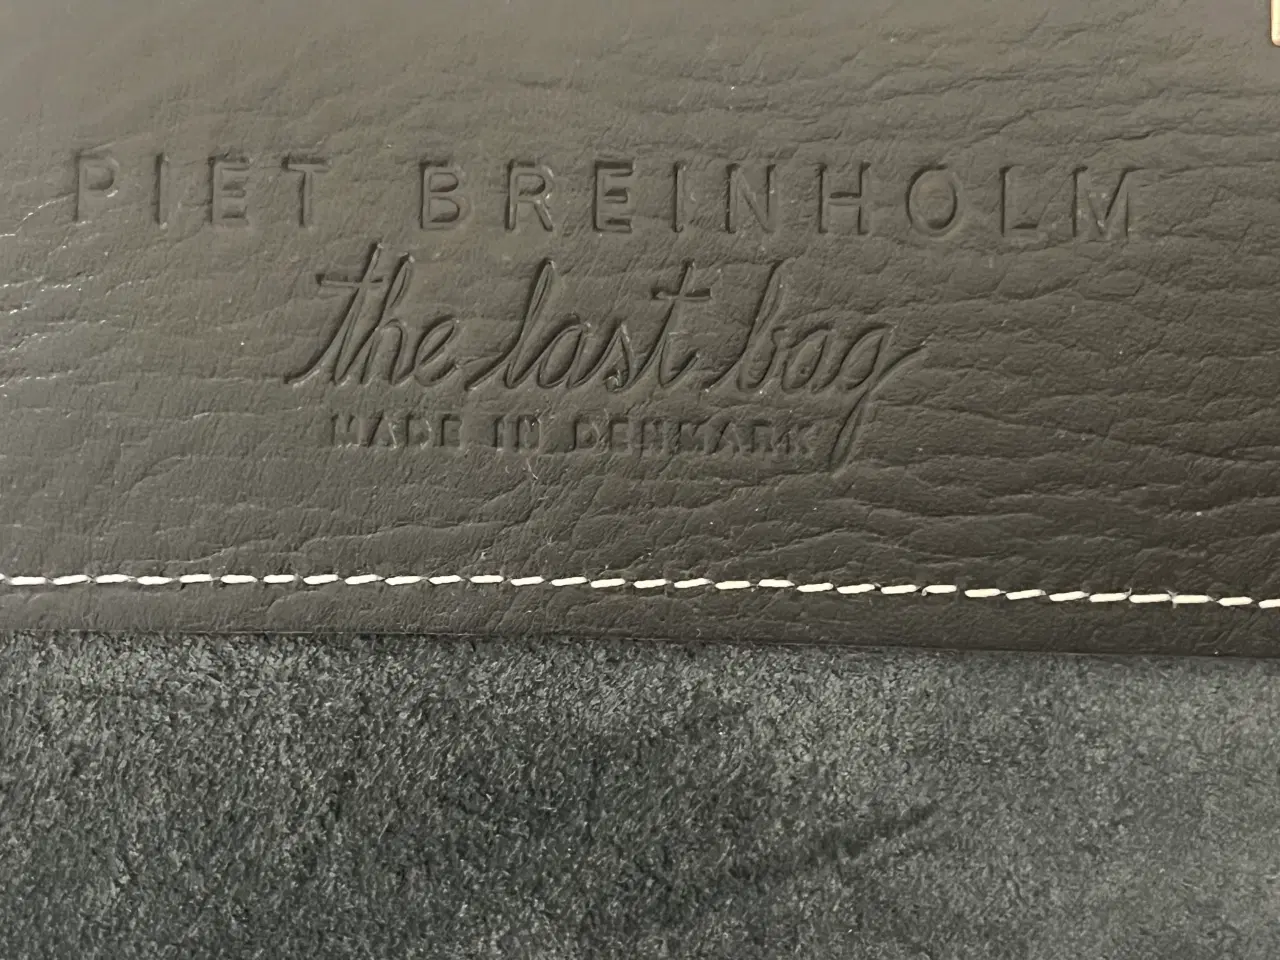 PIET BREINHOLM
the last bag
MADE IN DENMARK